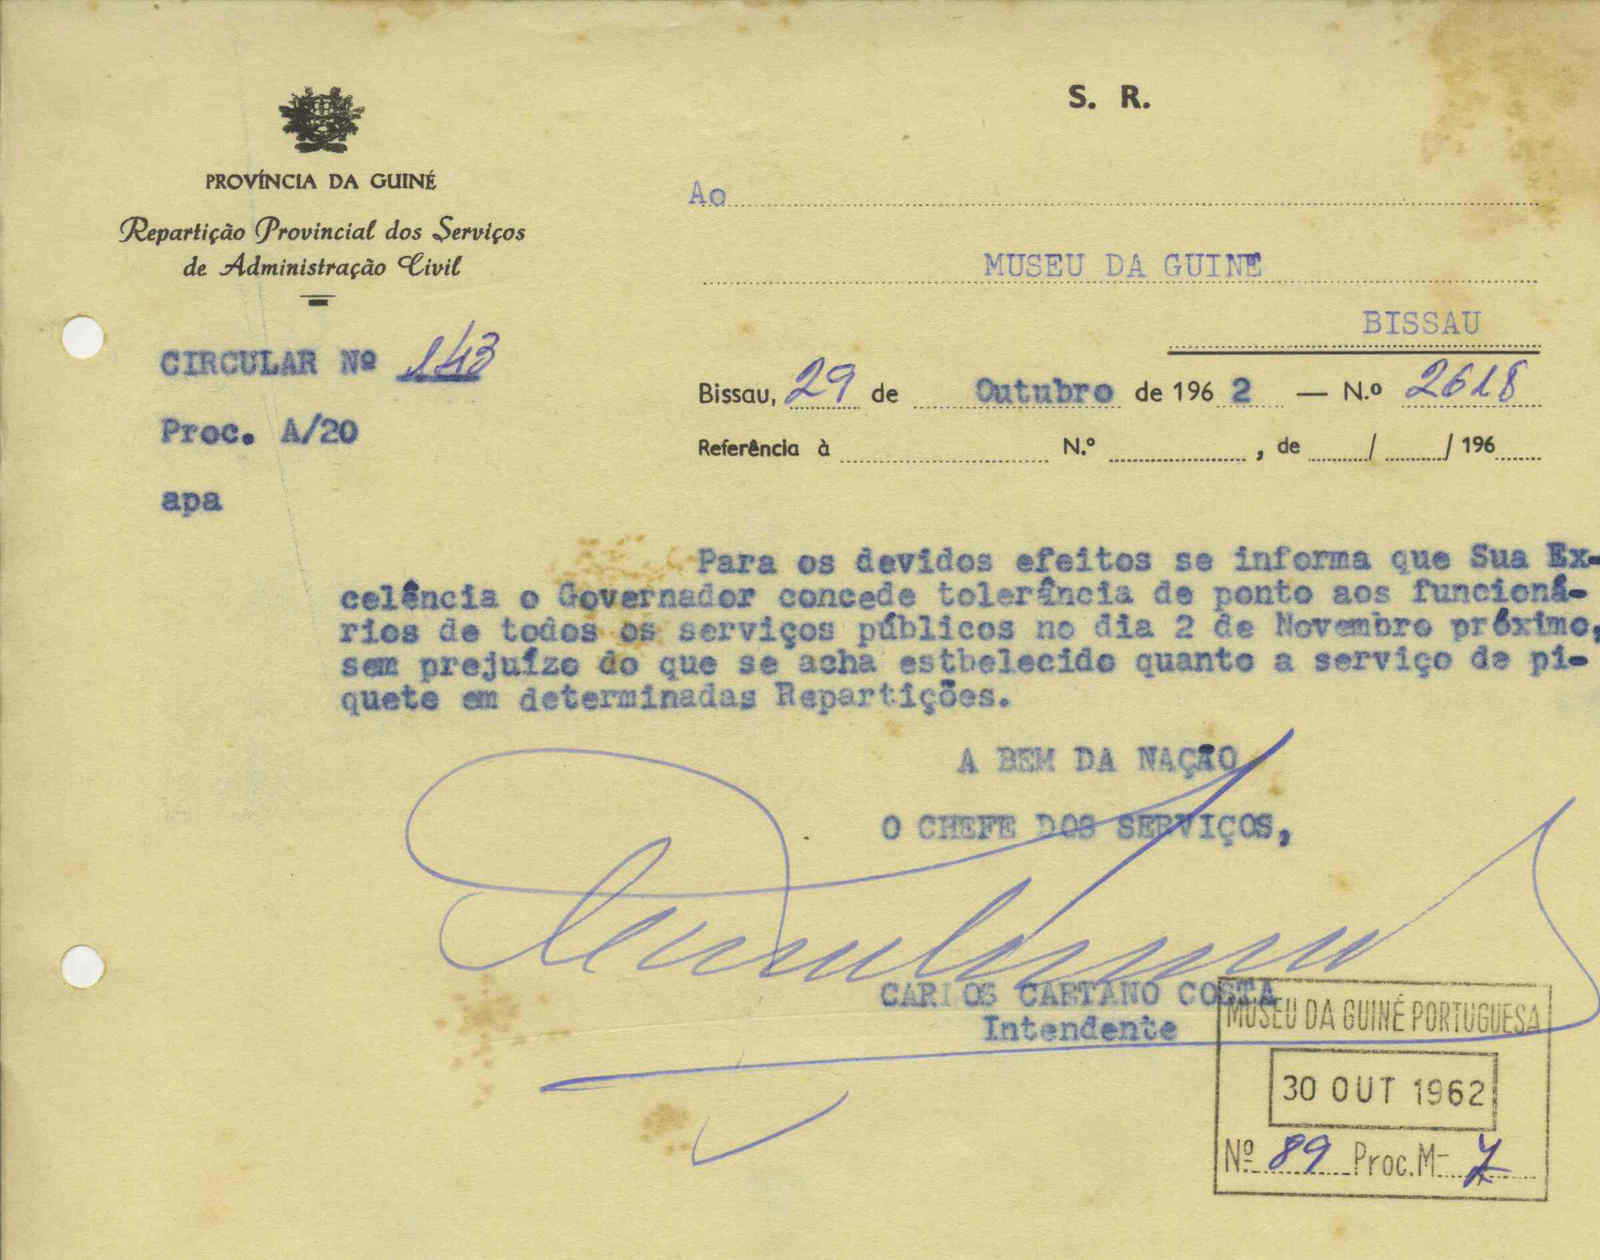 S. R.
PROVÍNCIA DA GUINÉ
Repartição Provincial dos Serviços
de Administração Civil
Ao
MUSEU DA GUINE
BISSAU
CIRCULAR Nº 143
Proc. A/20
apa
Bissau, 29 de Outubro de 1962 — N.º 2618
Referência à N.º , de / / 196
Para os devidos efeitos se informa que Sua Ex-
celência o Governador concede tolerância de ponto aos funcioná-
rios de todos os serviços públicos no dia 2 de Novembro próximo,
sem prejuízo do que se acha estbelecido quanto a serviço de pi-
quete em determinadas Repartições.
A BEM DA NAÇÃO
O CHEFE DOS SERVIÇOS,
CARLOS CAETANO COSTA
Intendente
MUSEU DA GUINÉ PORTUGUESA
30 OUT 1962
Nº 89 Proc. M- 7